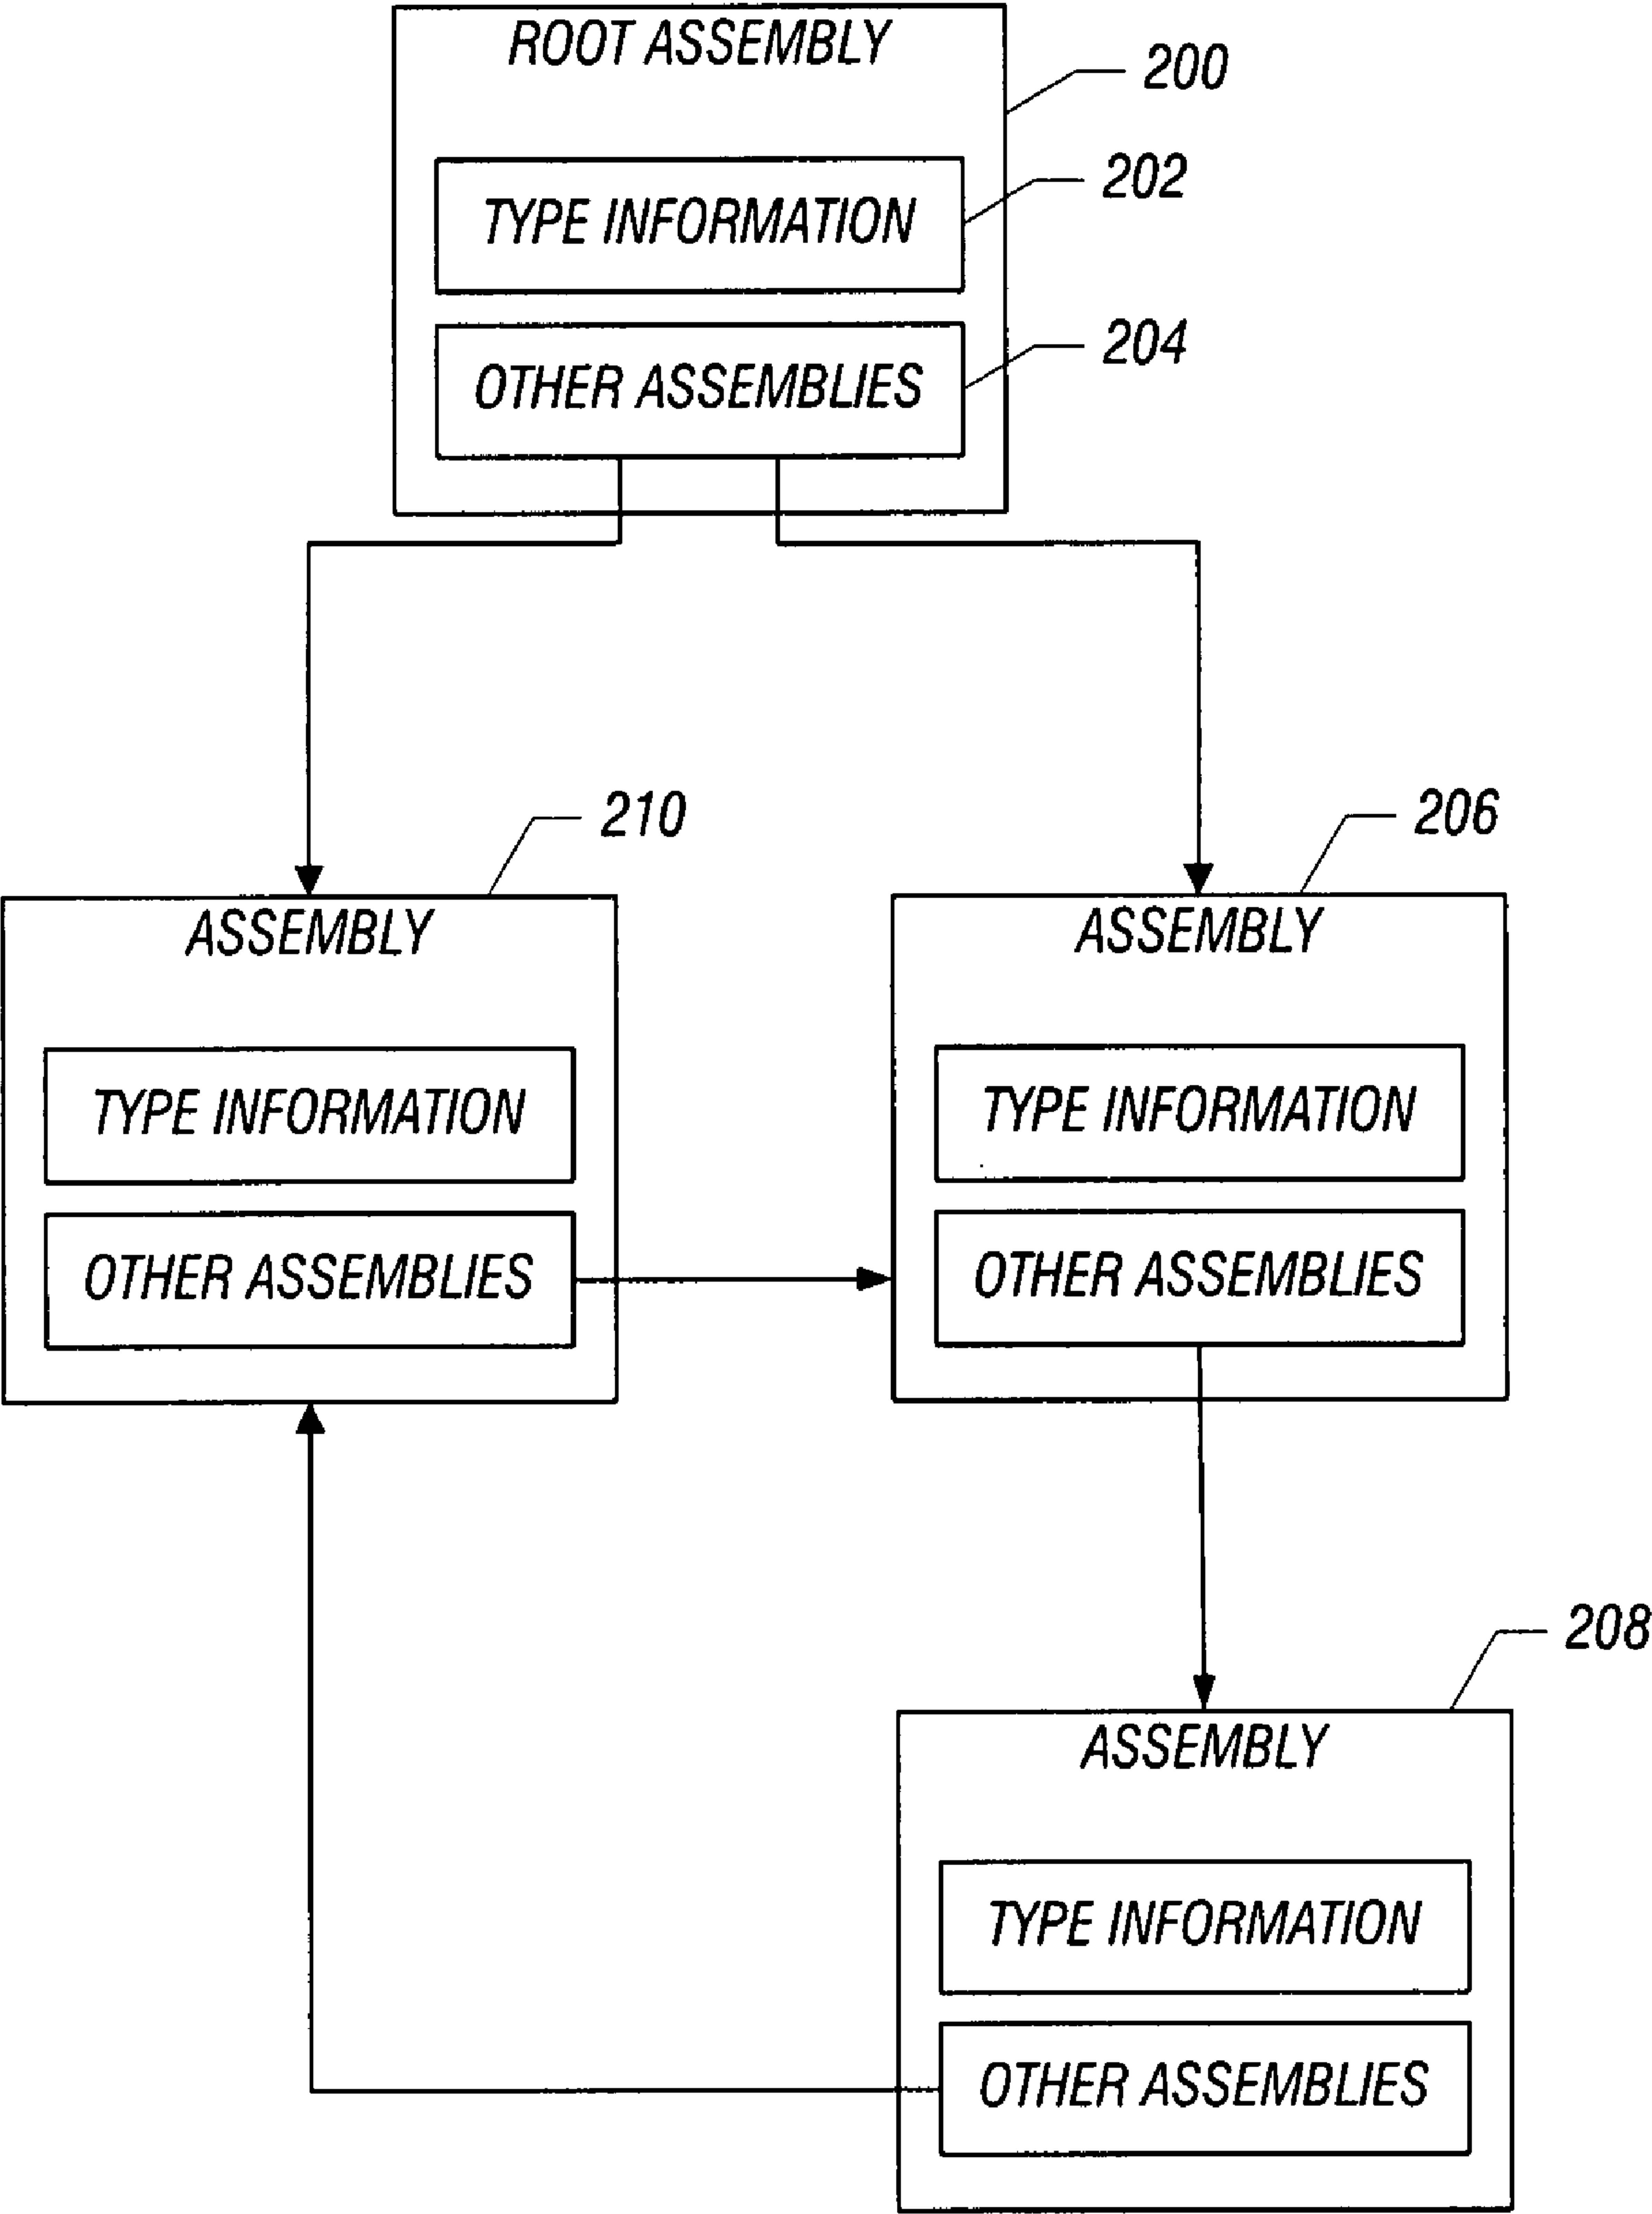 ROOT ASSEMBLY
200
TYPE INFORMATION
202
OTHER ASSEMBLIES
204
210
ASSEMBLY
TYPE INFORMATION
OTHER ASSEMBLIES
206
ASSEMBLY
TYPE INFORMATION
OTHER ASSEMBLIES
208
ASSEMBLY
TYPE INFORMATION
OTHER ASSEMBLIES